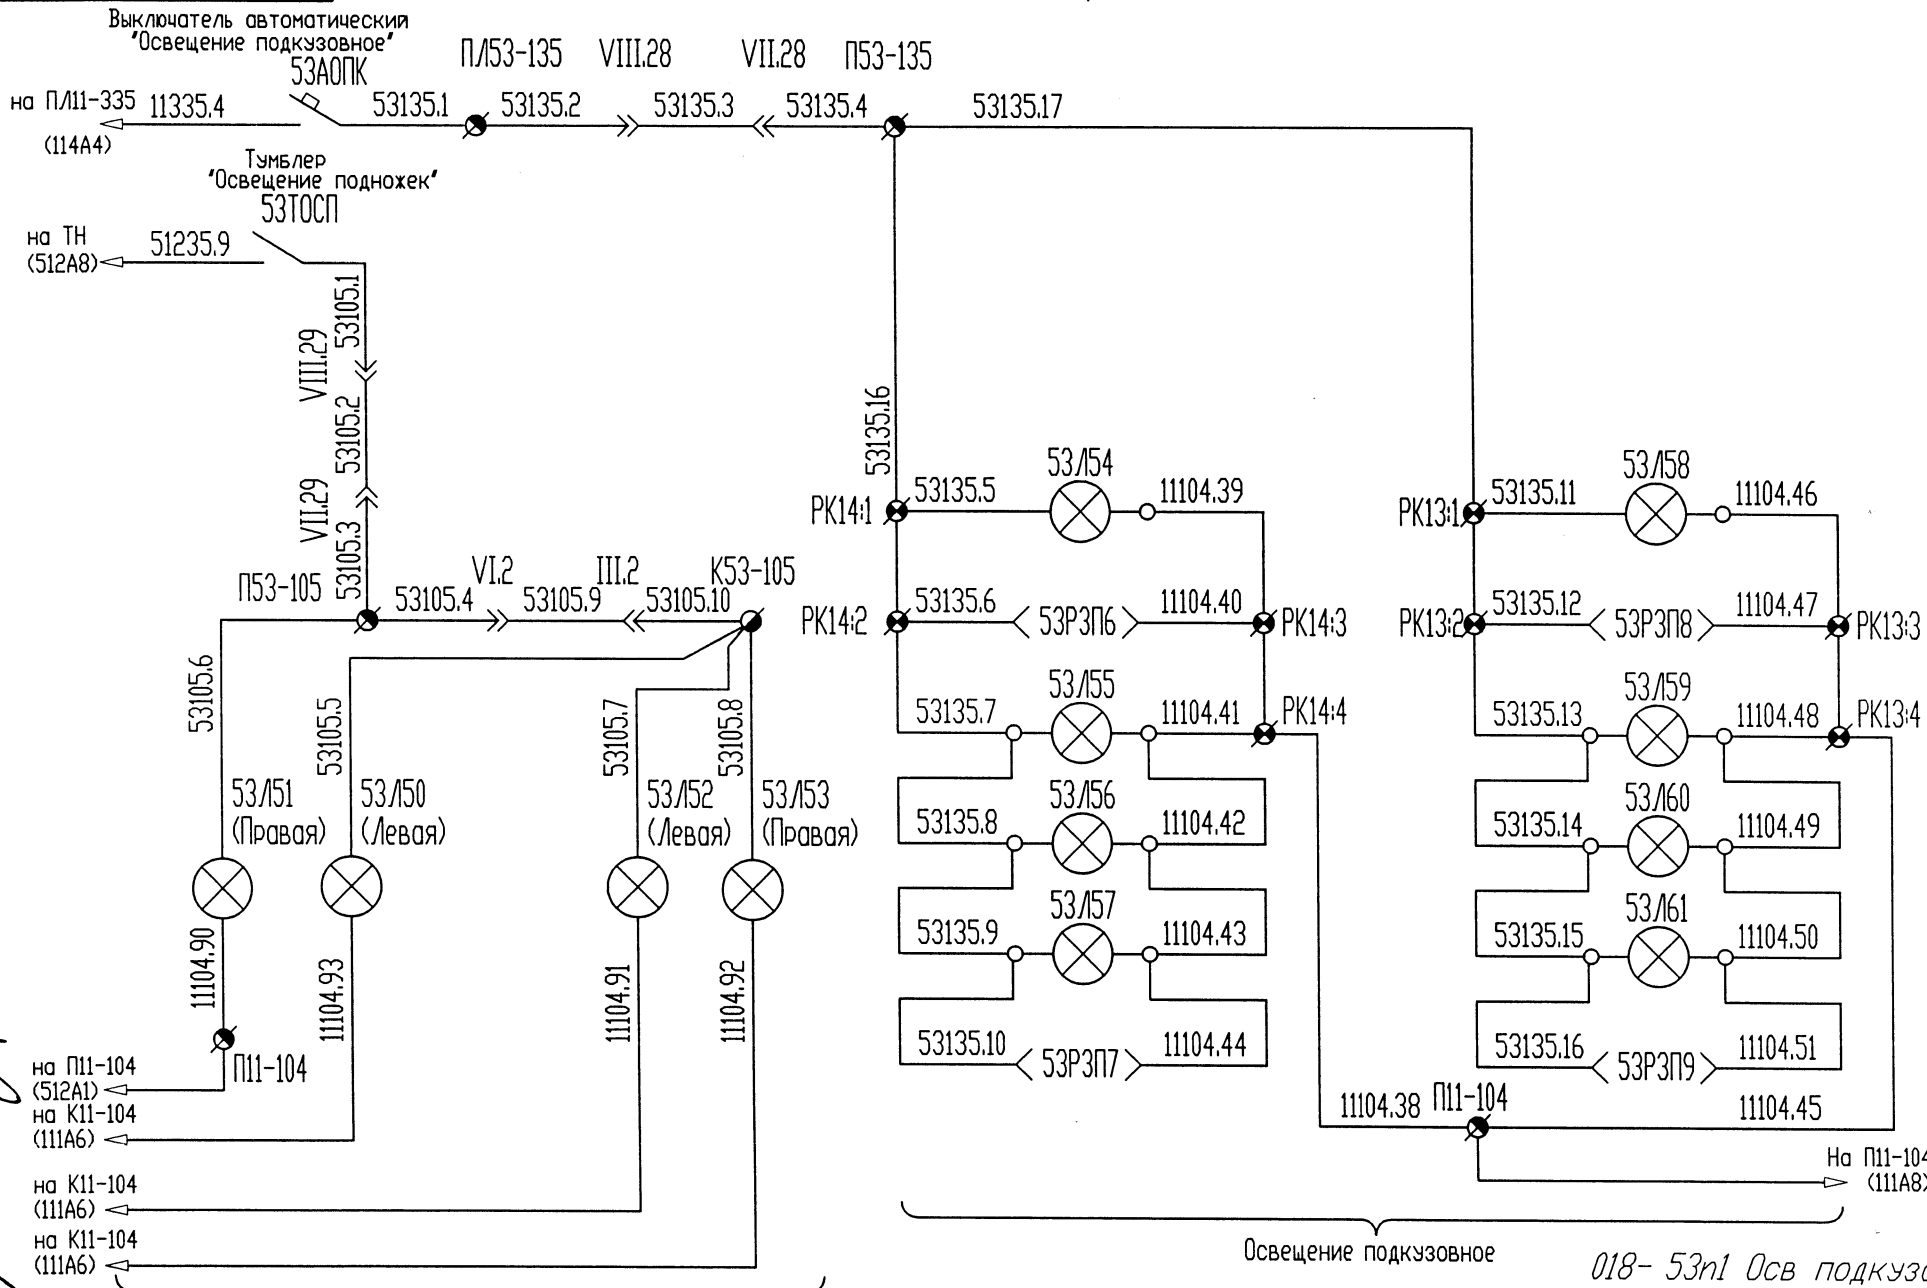 Выключатель автоматический
"Освещение подкузовное"
53АОПК
ПЛ53-135
VIII.28
VII.28
П53-135
на ПЛ11-335
(114А4)
11335.4
53135.1
53135.2
53135.3
53135.4
53135.17
Тумблер
"Освещение подножек"
53ТОСП
на ТН
(512А8)
51235.9
53105.1
VIII.29
53105.2
VII.29
53105.3
П53-105
53105.4
VI.2
53105.9
III.2
53105.10
К53-105
53105.6
53105.5
53105.7
53105.8
53Л51
(Правая)
53Л50
(Левая)
53Л52
(Левая)
53Л53
(Правая)
11104.90
11104.93
11104.91
11104.92
П11-104
на П11-104
(512А1)
на К11-104
(111А6)
на К11-104
(111А6)
на К11-104
(111А6)
53135.16
РК14:1
53135.5
53Л54
11104.39
РК14:2
53135.6
53РЗП6
11104.40
РК14:3
53135.7
53Л55
11104.41
РК14:4
53135.8
53Л56
11104.42
53135.9
53Л57
11104.43
53135.10
53РЗП7
11104.44
РК13:1
53135.11
53Л58
11104.46
РК13:2
53135.12
53РЗП8
11104.47
РК13:3
53135.13
53Л59
11104.48
РК13:4
53135.14
53Л60
11104.49
53135.15
53Л61
11104.50
53135.16
53РЗП9
11104.51
11104.38
П11-104
11104.45
На П11-104
(111А8)
Освещение подкузовное
018- 53п1 Осв